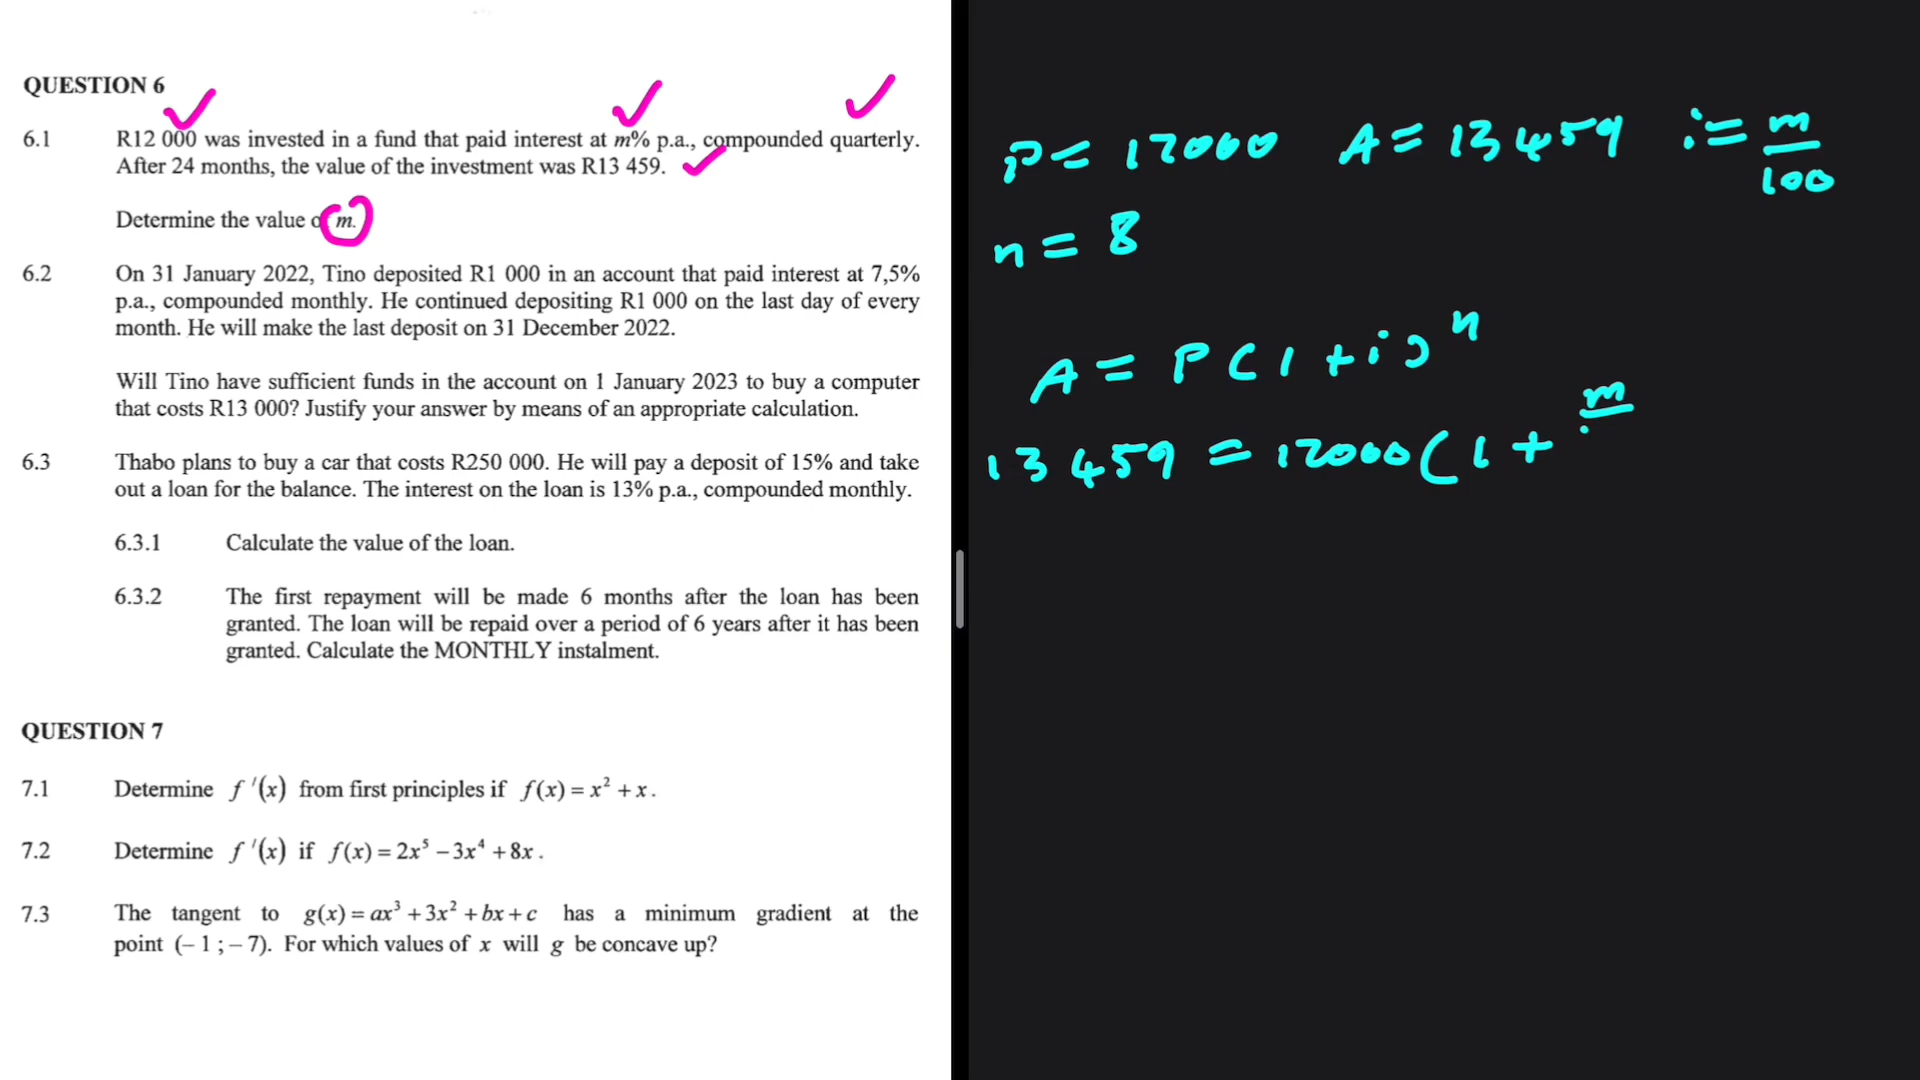 QUESTION 6
6.1 R12 000 was invested in a fund that paid interest at m% p.a., compounded quarterly.
After 24 months, the value of the investment was R13 459.
Determine the value o m.
6.2 On 31 January 2022, Tino deposited R1 000 in an account that paid interest at 7,5%
p.a., compounded monthly. He continued depositing R1 000 on the last day of every
month. He will make the last deposit on 31 December 2022.
Will Tino have sufficient funds in the account on 1 January 2023 to buy a computer
that costs R13 000? Justify your answer by means of an appropriate calculation.
6.3 Thabo plans to buy a car that costs R250 000. He will pay a deposit of 15% and take
out a loan for the balance. The interest on the loan is 13% p.a., compounded monthly.
6.3.1 Calculate the value of the loan.
6.3.2 The first repayment will be made 6 months after the loan has been
granted. The loan will be repaid over a period of 6 years after it has been
granted. Calculate the MONTHLY instalment.
QUESTION 7
7.1 Determine f ′(x) from first principles if f(x) = x² + x.
7.2 Determine f ′(x) if f(x) = 2x⁵ − 3x⁴ + 8x.
7.3 The tangent to g(x) = ax³ + 3x² + bx + c has a minimum gradient at the
point (− 1 ; − 7). For which values of x will g be concave up?
P = 12000 A = 13 459 i = m/100
n = 8
A = P(1 + i)ⁿ
13 459 = 12000(1 + m